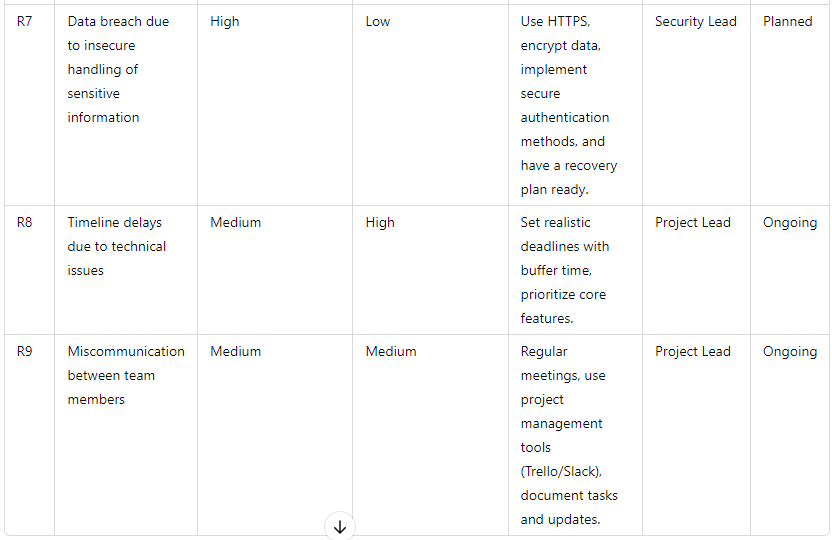 R7
Data breach due
to insecure
handling of
sensitive
information
High
Low
Use HTTPS,
encrypt data,
implement
secure
authentication
methods, and
have a recovery
plan ready.
Security Lead
Planned
R8
Timeline delays
due to technical
issues
Medium
High
Set realistic
deadlines with
buffer time,
prioritize core
features.
Project Lead
Ongoing
R9
Miscommunication
between team
members
Medium
Medium
Regular
meetings, use
project
management
tools
(Trello/Slack),
document tasks
and updates.
Project Lead
Ongoing